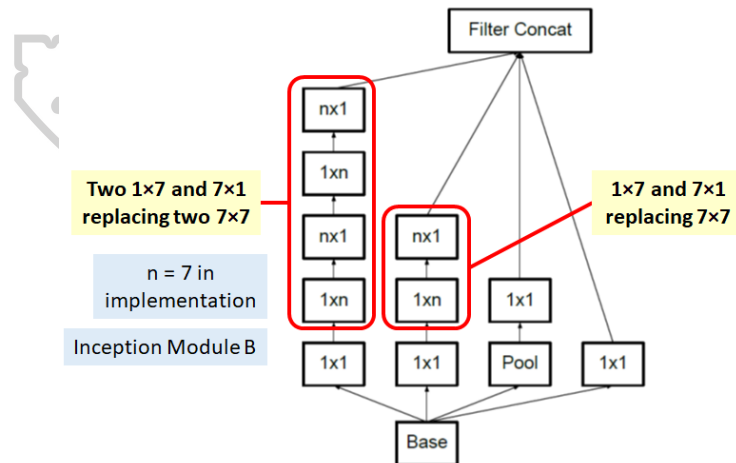 Filter Concat
nx1
1xn
Two 1×7 and 7×1
replacing two 7×7
1×7 and 7×1
replacing 7×7
nx1
nx1
n = 7 in
implementation
1xn
1xn
1x1
Inception Module B
1x1
1x1
Pool
1x1
Base